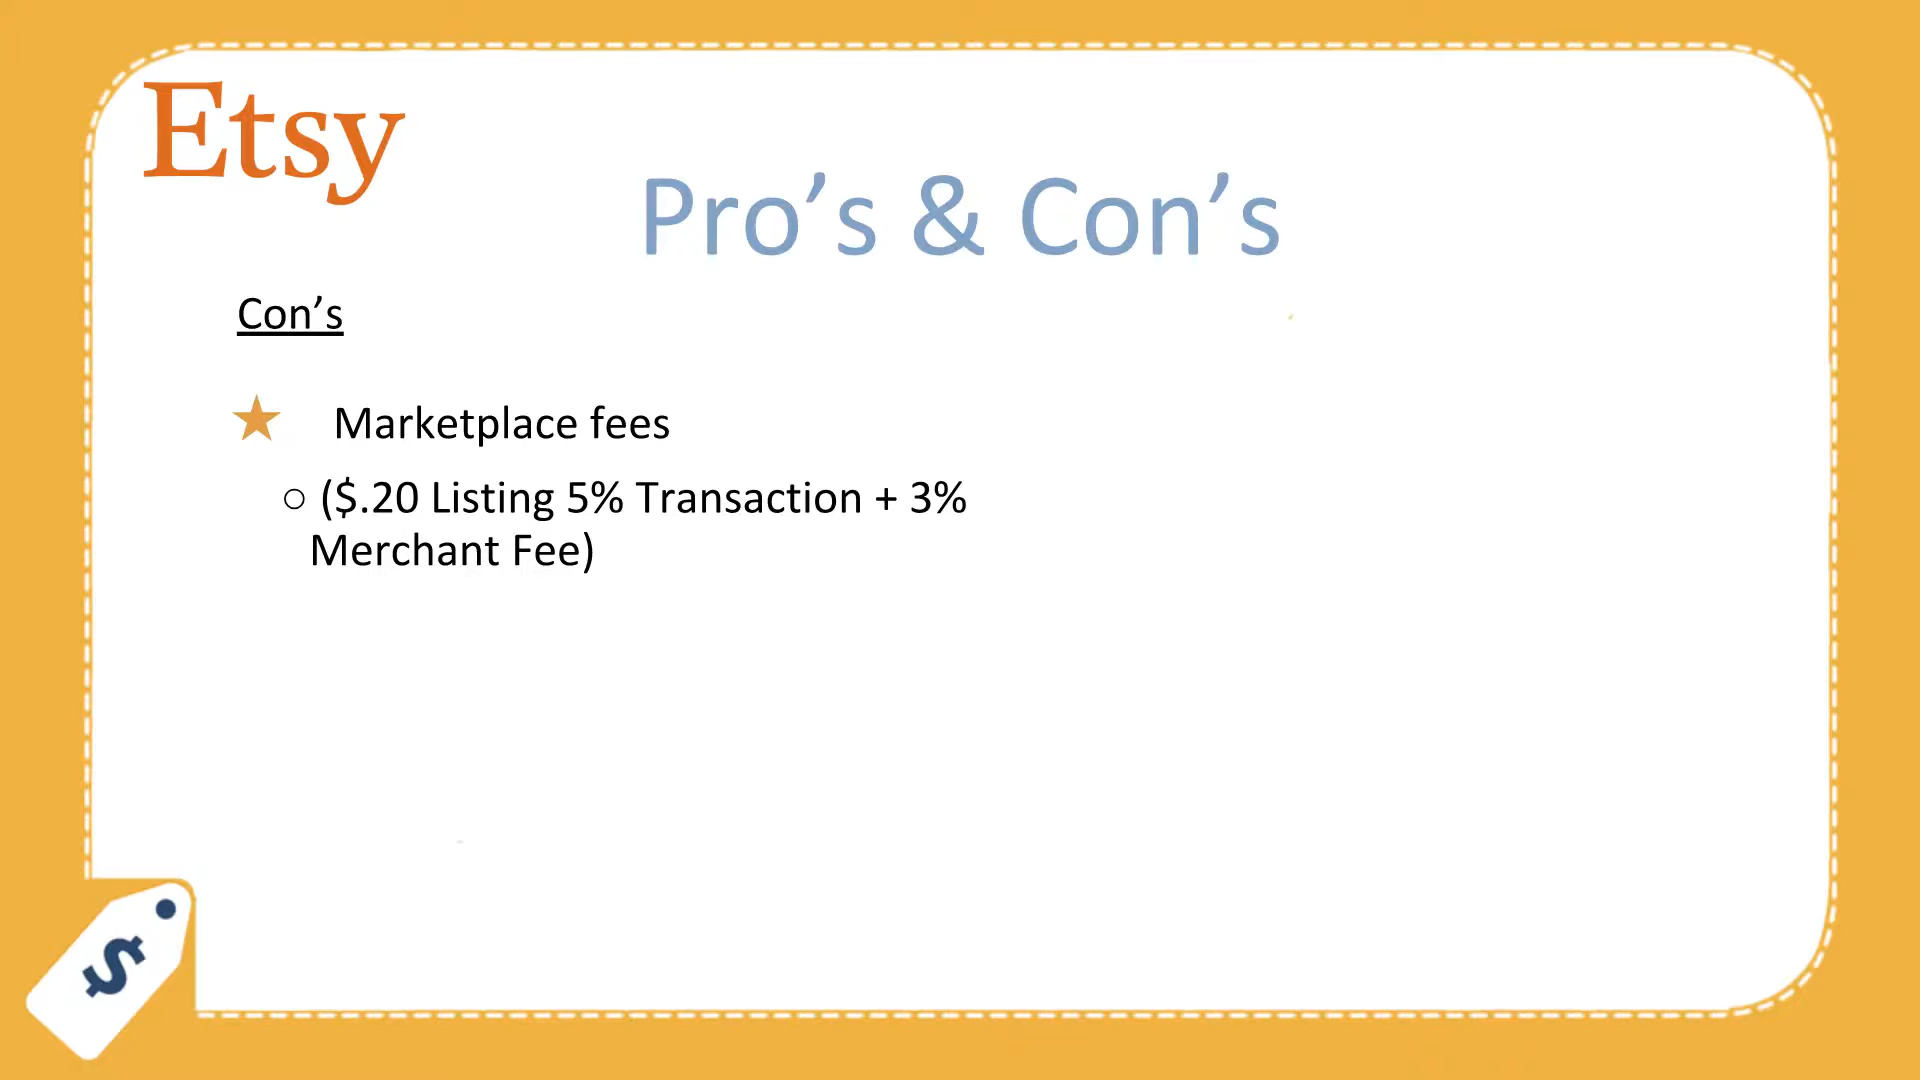 Etsy
Pro’s & Con’s
Con’s
★ Marketplace fees
○ ($.20 Listing 5% Transaction + 3%
Merchant Fee)
$